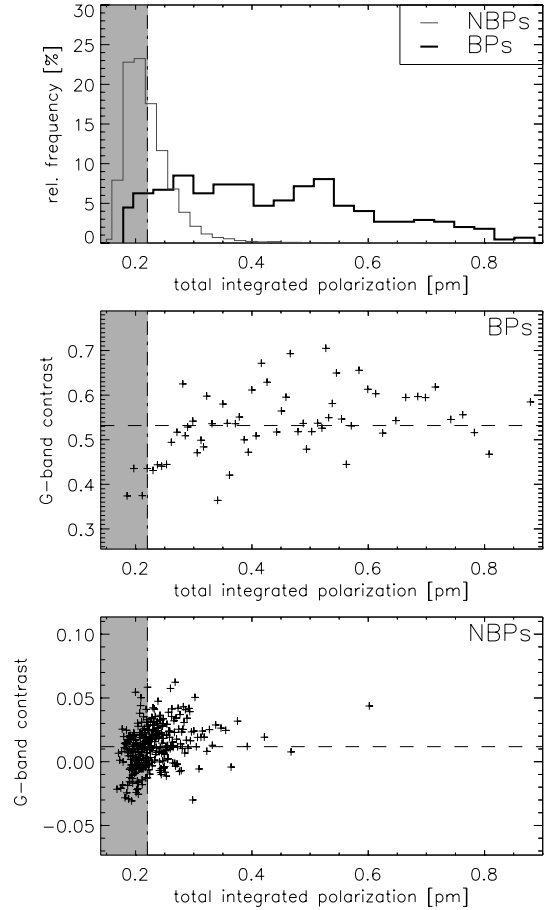 30
25
20
15
10
5
0
rel. frequency [%]
NBPs
BPs
0.2 0.4 0.6 0.8
total integrated polarization [pm]
BPs
0.7
0.6
0.5
0.4
0.3
G-band contrast
0.2 0.4 0.6 0.8
total integrated polarization [pm]
NBPs
0.10
0.05
0.00
−0.05
G-band contrast
0.2 0.4 0.6 0.8
total integrated polarization [pm]